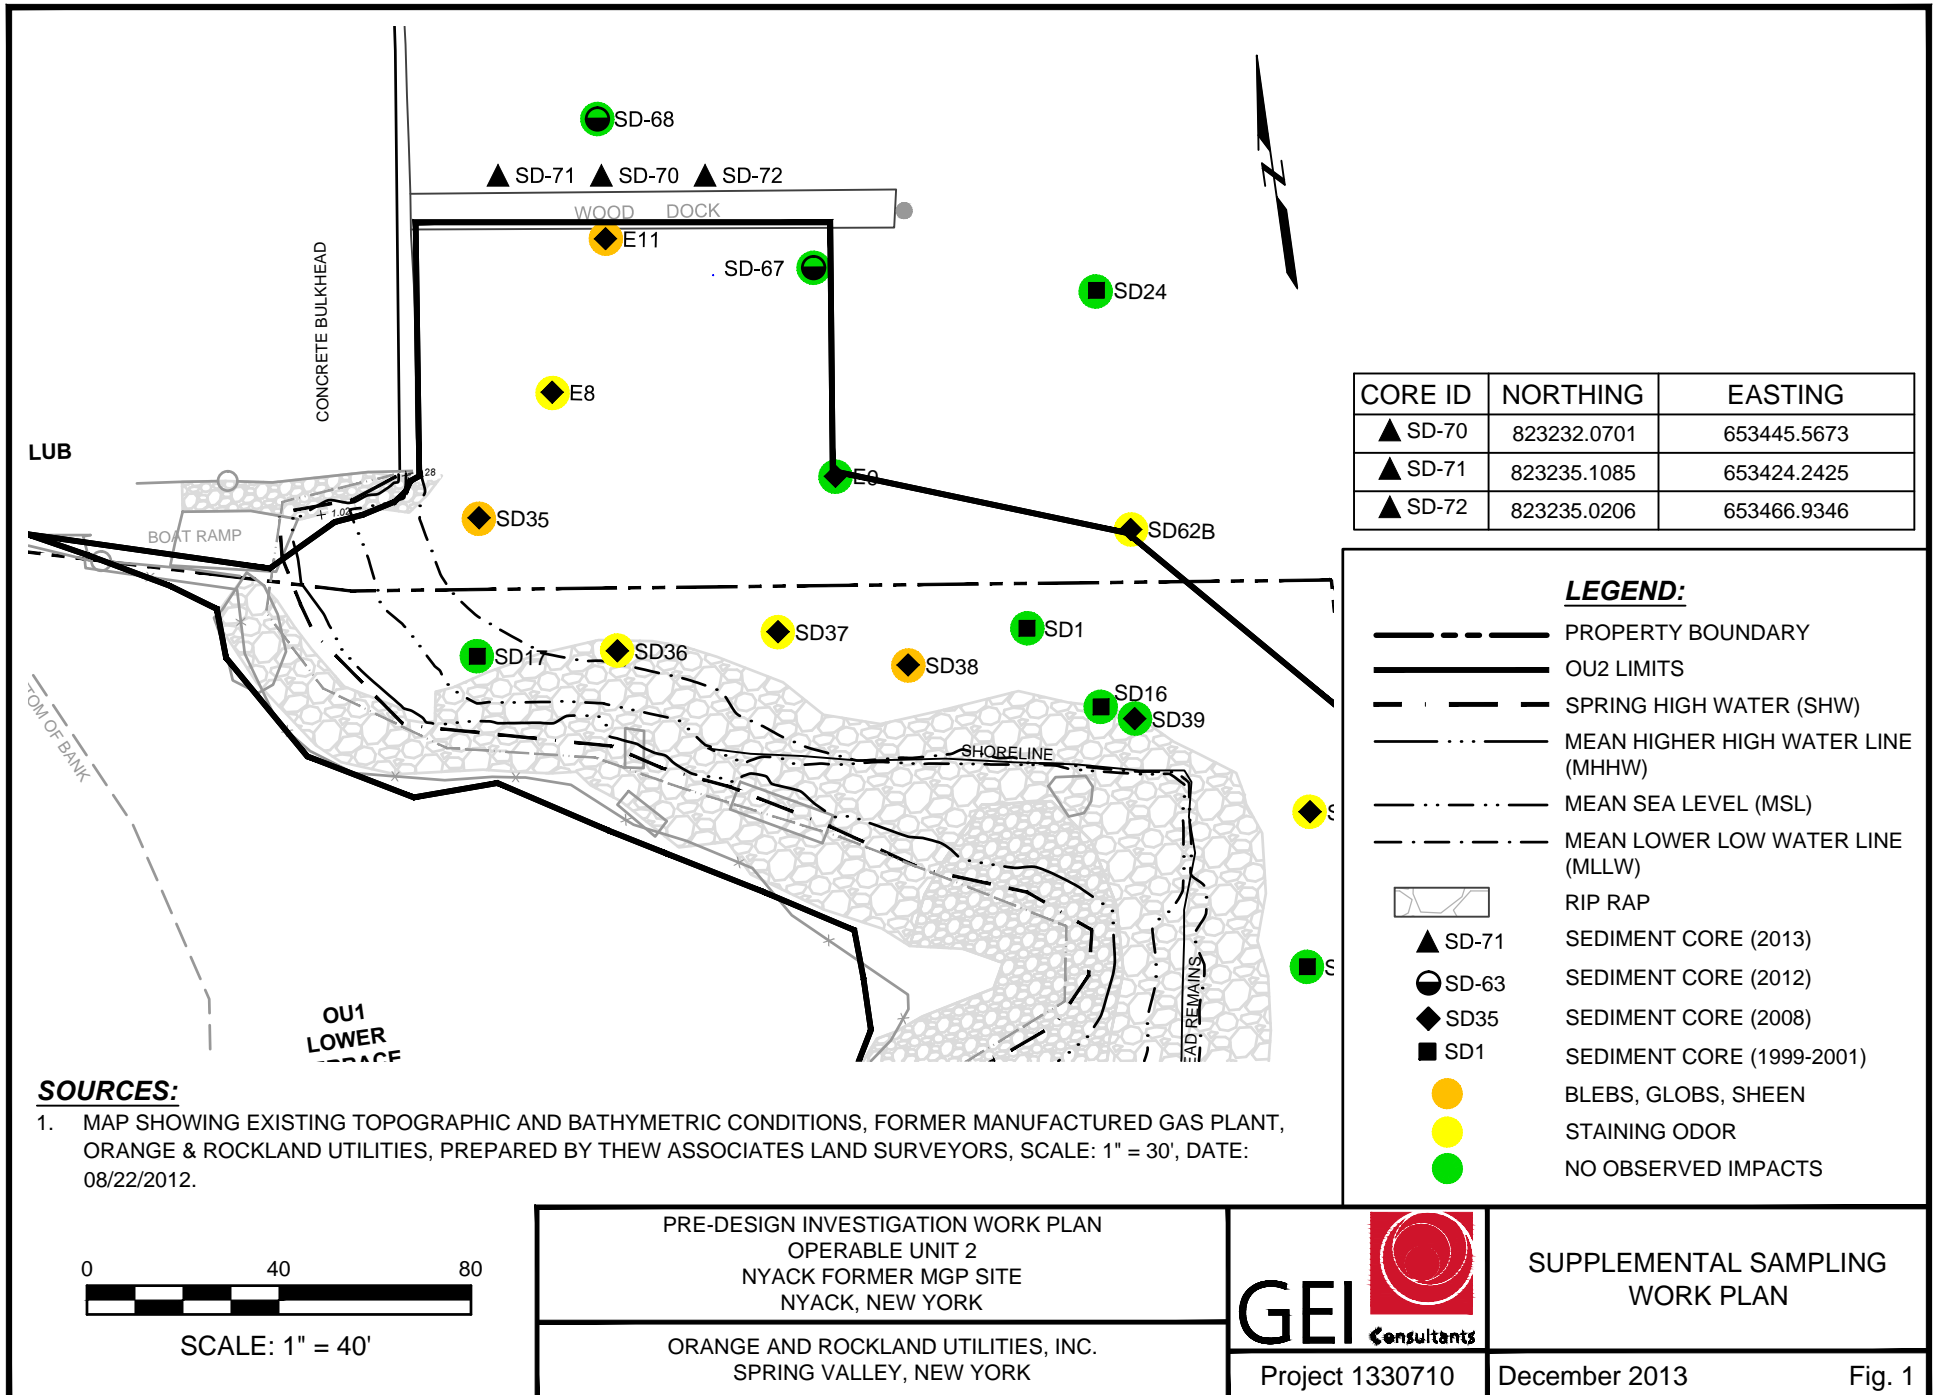 SD-68
SD-71
SD-70
SD-72
WOOD DOCK
E11
SD-67
SD24
CONCRETE BULKHEAD
E8
LUB
28
1.02
E9
SD35
SD62B
BOAT RAMP
SD37
SD1
SD17
SD36
SD38
SD16
SD39
SHORELINE
TOM OF BANK
S
S
EAD REMAINS
OU1
LOWER
N
CORE ID NORTHING EASTING
SD-70 823232.0701 653445.5673
SD-71 823235.1085 653424.2425
SD-72 823235.0206 653466.9346
LEGEND:
PROPERTY BOUNDARY
OU2 LIMITS
SPRING HIGH WATER (SHW)
MEAN HIGHER HIGH WATER LINE
(MHHW)
MEAN SEA LEVEL (MSL)
MEAN LOWER LOW WATER LINE
(MLLW)
RIP RAP
SD-71 SEDIMENT CORE (2013)
SD-63 SEDIMENT CORE (2012)
SD35 SEDIMENT CORE (2008)
SD1 SEDIMENT CORE (1999-2001)
BLEBS, GLOBS, SHEEN
STAINING ODOR
NO OBSERVED IMPACTS
SOURCES:
1. MAP SHOWING EXISTING TOPOGRAPHIC AND BATHYMETRIC CONDITIONS, FORMER MANUFACTURED GAS PLANT,
ORANGE & ROCKLAND UTILITIES, PREPARED BY THEW ASSOCIATES LAND SURVEYORS, SCALE: 1" = 30', DATE:
08/22/2012.
0 40 80
SCALE: 1" = 40'
PRE-DESIGN INVESTIGATION WORK PLAN
OPERABLE UNIT 2
NYACK FORMER MGP SITE
NYACK, NEW YORK
ORANGE AND ROCKLAND UTILITIES, INC.
SPRING VALLEY, NEW YORK
GEI
Consultants
Project 1330710
SUPPLEMENTAL SAMPLING
WORK PLAN
December 2013 Fig. 1